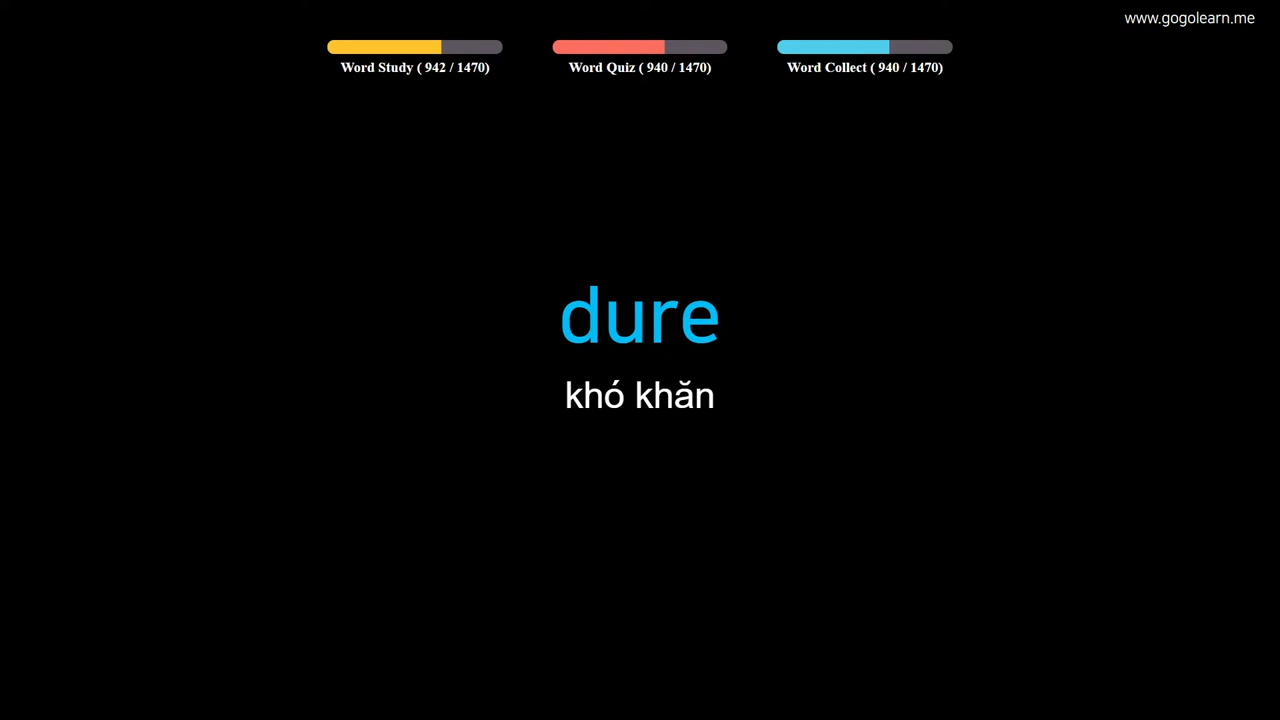 www.gogolearn.me
Word Study ( 942 / 1470)
Word Quiz ( 940 / 1470)
Word Collect ( 940 / 1470)
dure
khó khăn